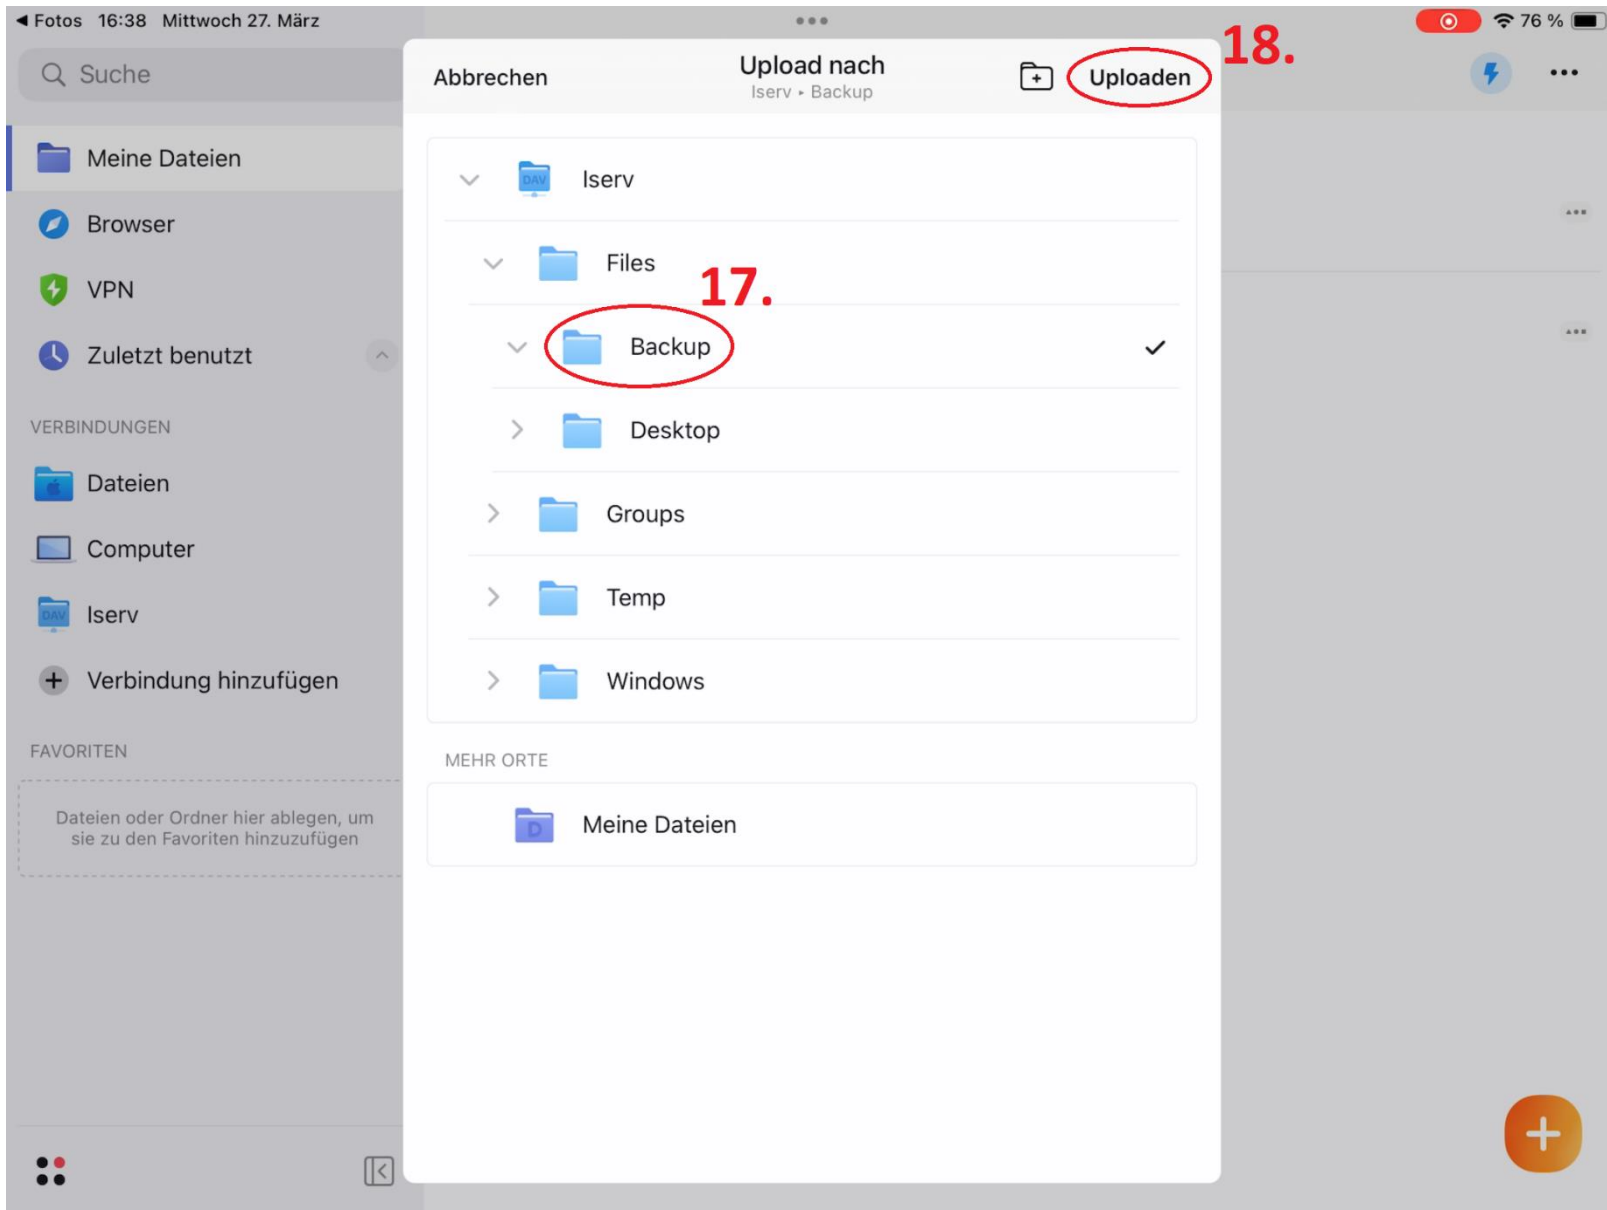 ◀ Fotos 16:38 Mittwoch 27. März
76 %
Suche
Meine Dateien
Browser
VPN
Zuletzt benutzt
VERBINDUNGEN
Dateien
Computer
Iserv
Verbindung hinzufügen
FAVORITEN
Dateien oder Ordner hier ablegen, um
sie zu den Favoriten hinzuzufügen
Abbrechen
Upload nach
Iserv ▸ Backup
Uploaden
18.
DAV Iserv
Files
17.
Backup
Desktop
Groups
Temp
Windows
MEHR ORTE
D Meine Dateien
DAV